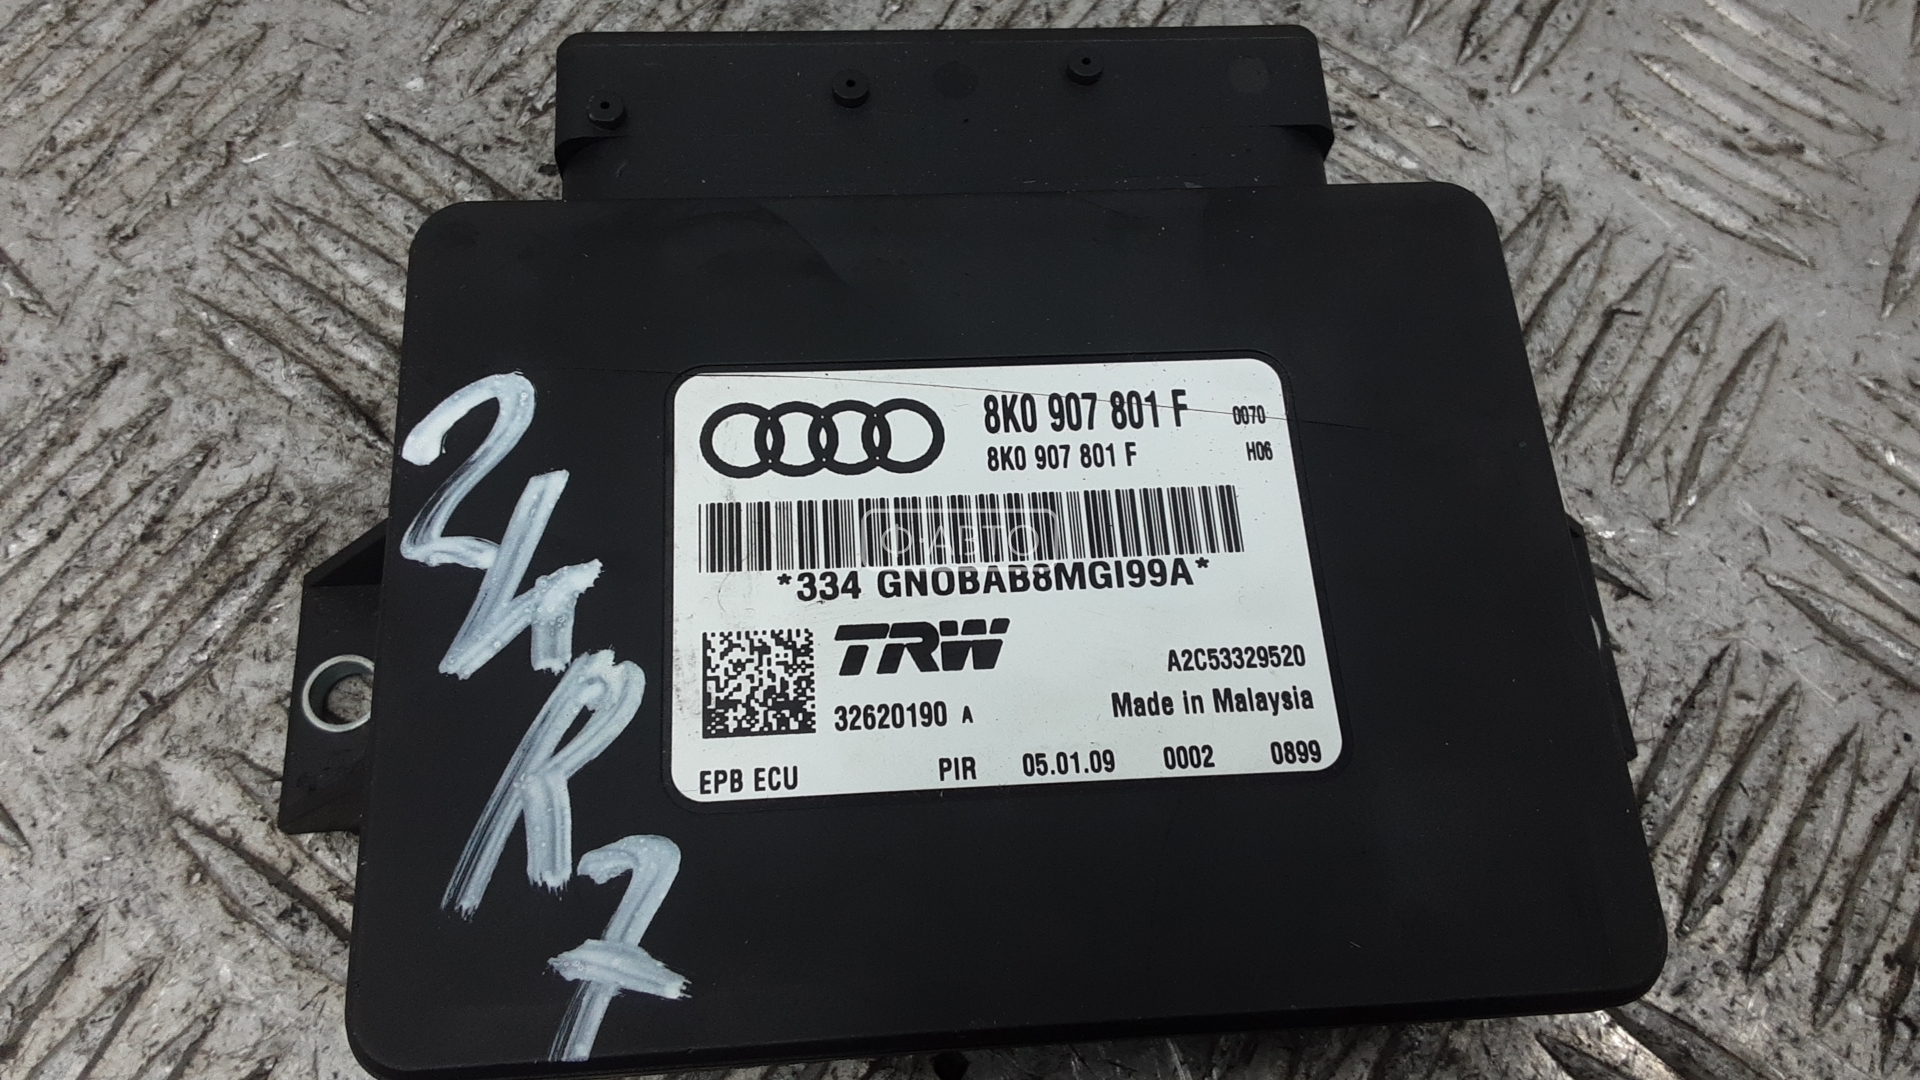 8K0 907 801 F 0070
8K0 907 801 F H06
Ф-АВТО
*334 GNOBAB8MGI99A*
TRW
A2C53329520
32620190 A
Made in Malaysia
EPB ECU PIR 05.01.09 0002 0899
24R7